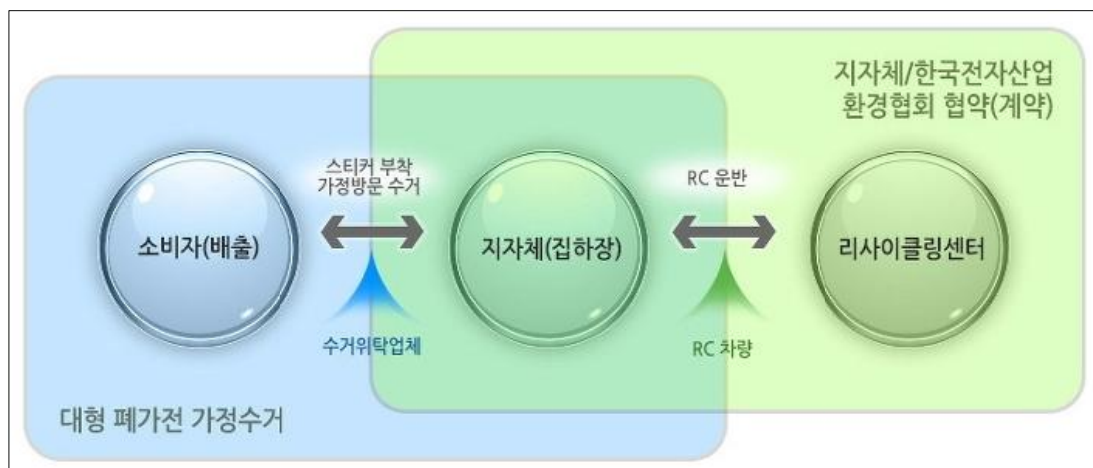 지자체/한국전자산업
환경협회 협약(계약)
스티커 부착
가정방문 수거
RC 운반
소비자(배출)
지자체(집하장)
리사이클링센터
수거위탁업체
RC 차량
대형 폐가전 가정수거